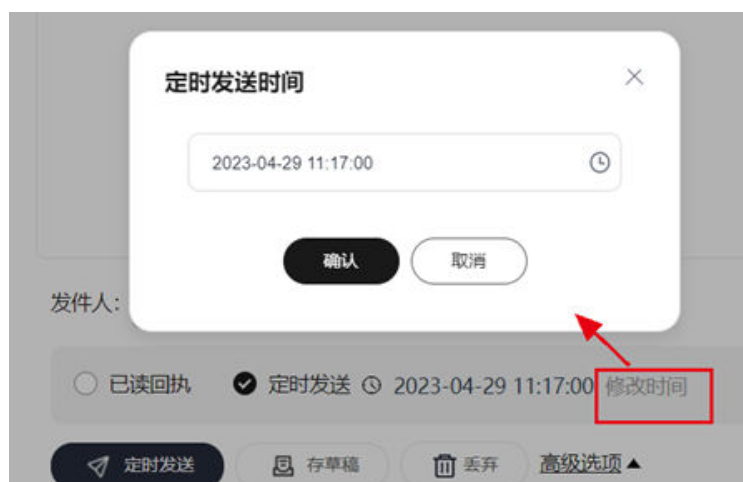 定时发送时间
2023-04-29 11:17:00
确认 取消
发件人:
已读回执 定时发送 2023-04-29 11:17:00 修改时间
定时发送 存草稿 丢弃 高级选项▲